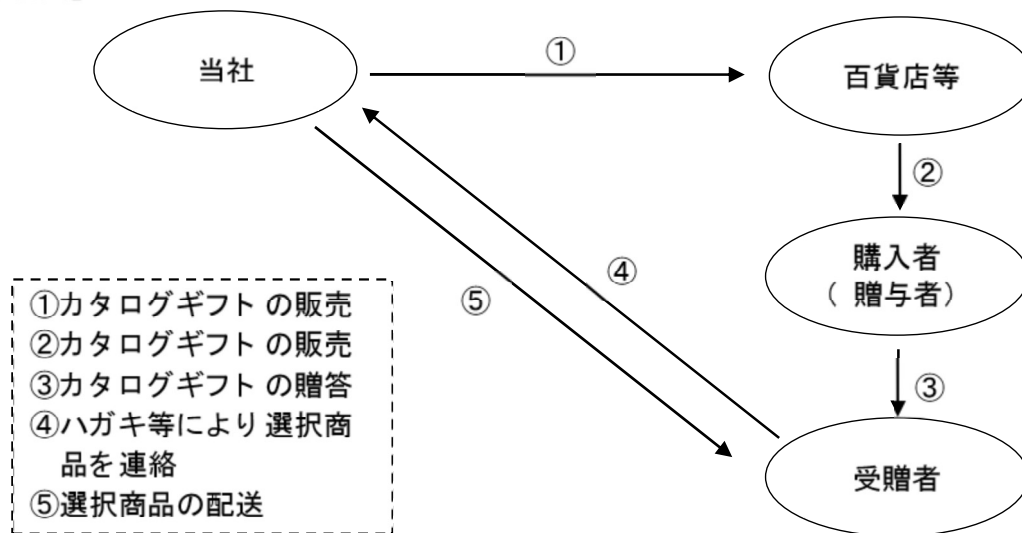 当社
①
百貨店等
②
購入者
(贈与者)
④
⑤
③
受贈者
①カタログギフトの販売
②カタログギフトの販売
③カタログギフトの贈答
④ハガキ等により選択商
品を連絡
⑤選択商品の配送